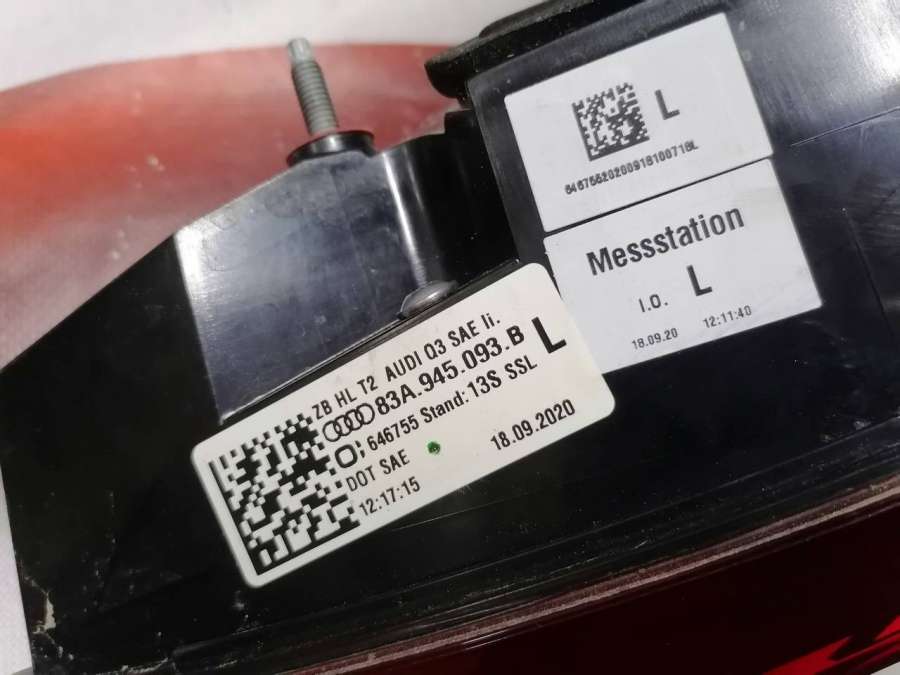 L
64675520200918100718L
Messstation
I.O. L
18.09.20 12:11:40
ZB HL T2 AUDI Q3 SAE li.
83A.945.093.B L
646755 Stand: 13S SSL
DOT SAE
12:17:15 18.09.2020